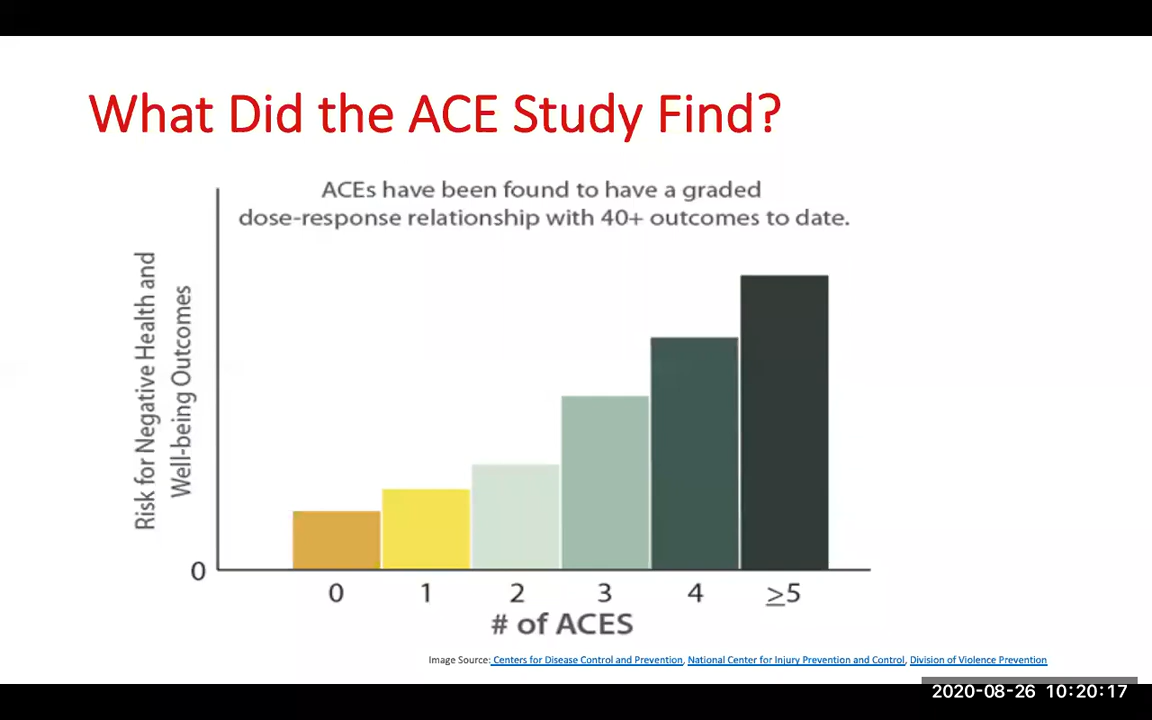 What Did the ACE Study Find?
ACEs have been found to have a graded
dose-response relationship with 40+ outcomes to date.
Risk for Negative Health and
Well-being Outcomes
0
0 1 2 3 4 ≥5
# of ACES
Image Source: Centers for Disease Control and Prevention, National Center for Injury Prevention and Control, Division of Violence Prevention
2020-08-26 10:20:17